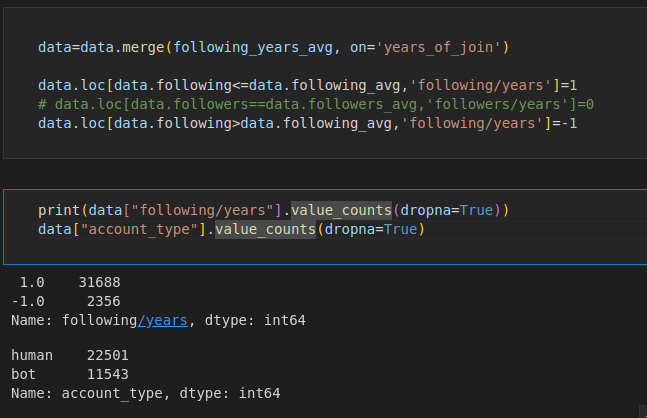 data=data.merge(following_years_avg, on='years_of_join')
data.loc[data.following<=data.following_avg,'following/years']=1
# data.loc[data.followers==data.followers_avg,'followers/years']=0
data.loc[data.following>data.following_avg,'following/years']=-1
print(data["following/years"].value_counts(dropna=True))
data["account_type"].value_counts(dropna=True)
1.0 31688
-1.0 2356
Name: following/years, dtype: int64
human 22501
bot 11543
Name: account_type, dtype: int64